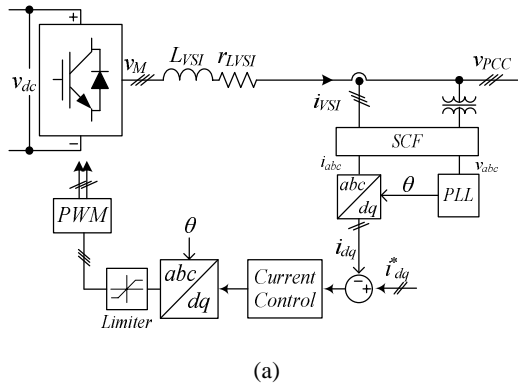 +
v_dc
−
v_M
L_VSI
r_LVSI
i_VSI
v_PCC
SCF
i_abc
v_abc
abc
dq
θ
PLL
i_dq
PWM
θ
Limiter
abc
dq
Current
Control
− +
i*_dq
(a)